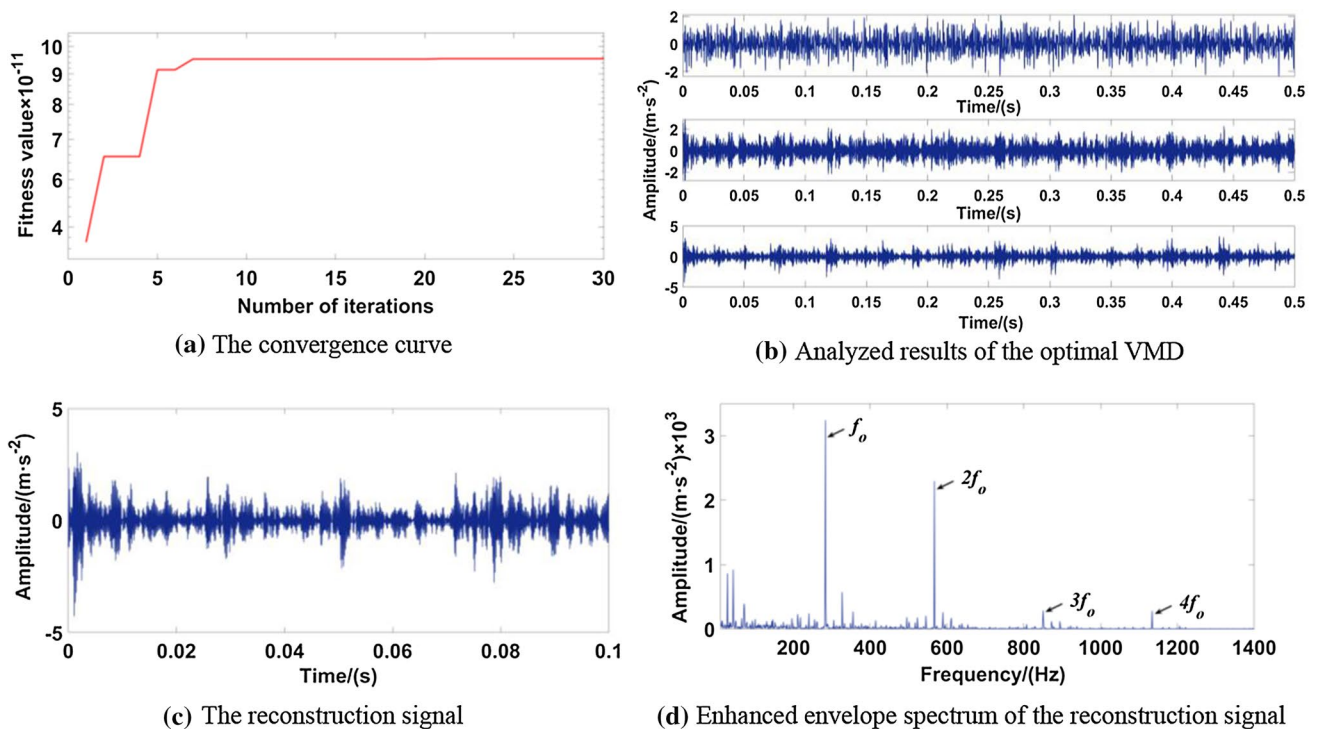 10
9
8
7
6
4
Fitness value×10-11
0 5 10 15 20 25 30
Number of iterations
(a) The convergence curve
2
0
-2
0 0.05 0.1 0.15 0.2 0.25 0.3 0.35 0.4 0.45 0.5
Time/(s)
2
0
-2
0 0.05 0.1 0.15 0.2 0.25 0.3 0.35 0.4 0.45 0.5
Time/(s)
5
0
-5
0 0.05 0.1 0.15 0.2 0.25 0.3 0.35 0.4 0.45 0.5
Time/(s)
Amplitude/(m·s-2)
(b) Analyzed results of the optimal VMD
5
0
-5
Amplitude/(m·s-2)
0 0.02 0.04 0.06 0.08 0.1
Time/(s)
(c) The reconstruction signal
3
2
1
0
Amplitude/(m·s-2)×103
fo
2fo
3fo
4fo
200 400 600 800 1000 1200 1400
Frequency/(Hz)
(d) Enhanced envelope spectrum of the reconstruction signal